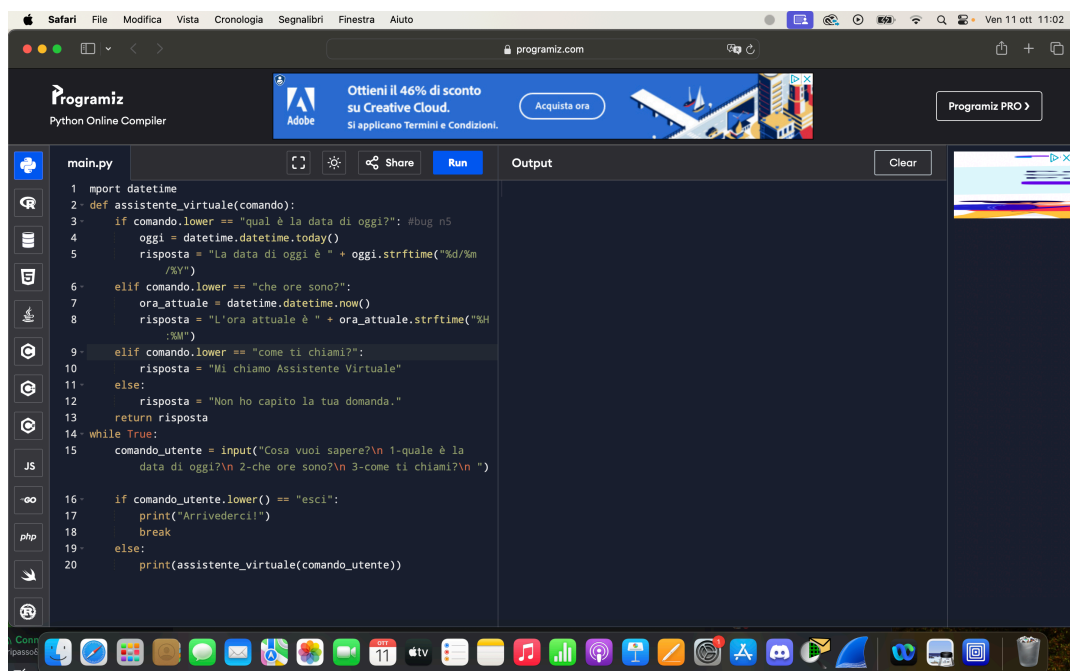 Safari File Modifica Vista Cronologia Segnalibri Finestra Aiuto
Ven 11 ott 11:02
programiz.com
Programiz
Python Online Compiler
Adobe
Ottieni il 46% di sconto
su Creative Cloud.
Si applicano Termini e Condizioni.
Acquista ora
Programiz PRO
main.py
Share
Run
Output
Clear
1 mport datetime
2 def assistente_virtuale(comando):
3 if comando.lower == "qual è la data di oggi?": #bug n5
4 oggi = datetime.datetime.today()
5 risposta = "La data di oggi è " + oggi.strftime("%d/%m
/%Y")
6 elif comando.lower == "che ore sono?":
7 ora_attuale = datetime.datetime.now()
8 risposta = "L'ora attuale è " + ora_attuale.strftime("%H
:%M")
9 elif comando.lower == "come ti chiami?":
10 risposta = "Mi chiamo Assistente Virtuale"
11 else:
12 risposta = "Non ho capito la tua domanda."
13 return risposta
14 while True:
15 comando_utente = input("Cosa vuoi sapere?\n 1-quale è la
data di oggi?\n 2-che ore sono?\n 3-come ti chiami?\n ")
16 if comando_utente.lower() == "esci":
17 print("Arrivederci!")
18 break
19 else:
20 print(assistente_virtuale(comando_utente))
JS
GO
php
Conn
OTT
11
tv
1